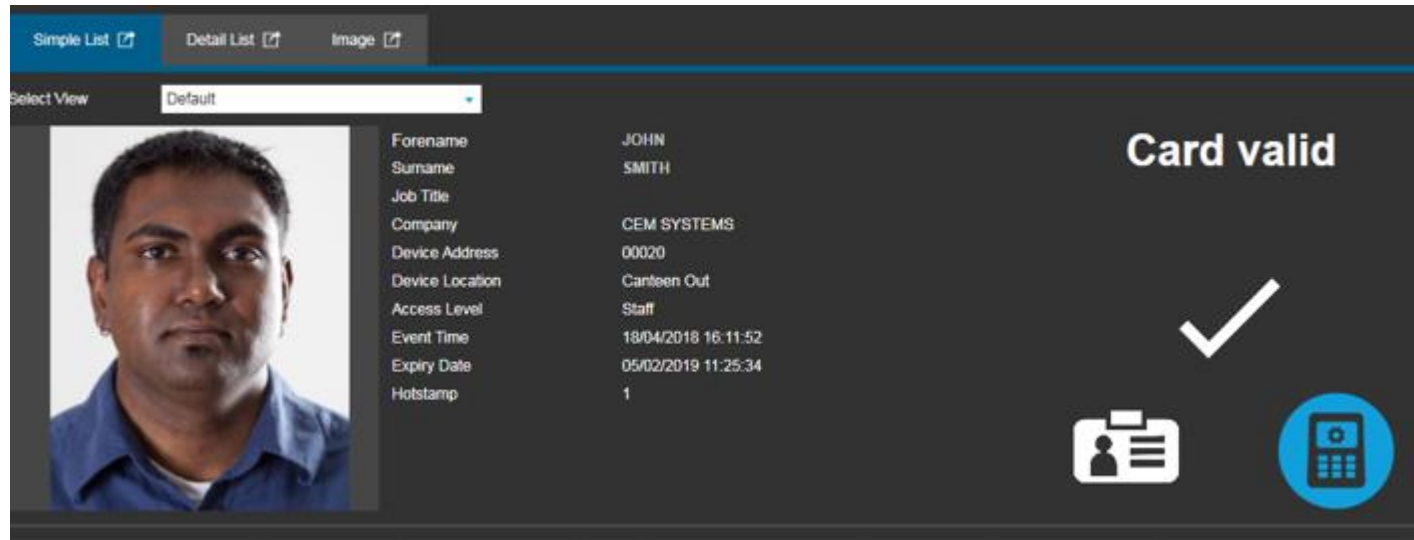 Simple List
Detail List
Image
Select View
Default
Forename JOHN
Surname SMITH
Job Title
Company CEM SYSTEMS
Device Address 00020
Device Location Canteen Out
Access Level Staff
Event Time 18/04/2018 16:11:52
Expiry Date 05/02/2019 11:25:34
Hotstamp 1
Card valid